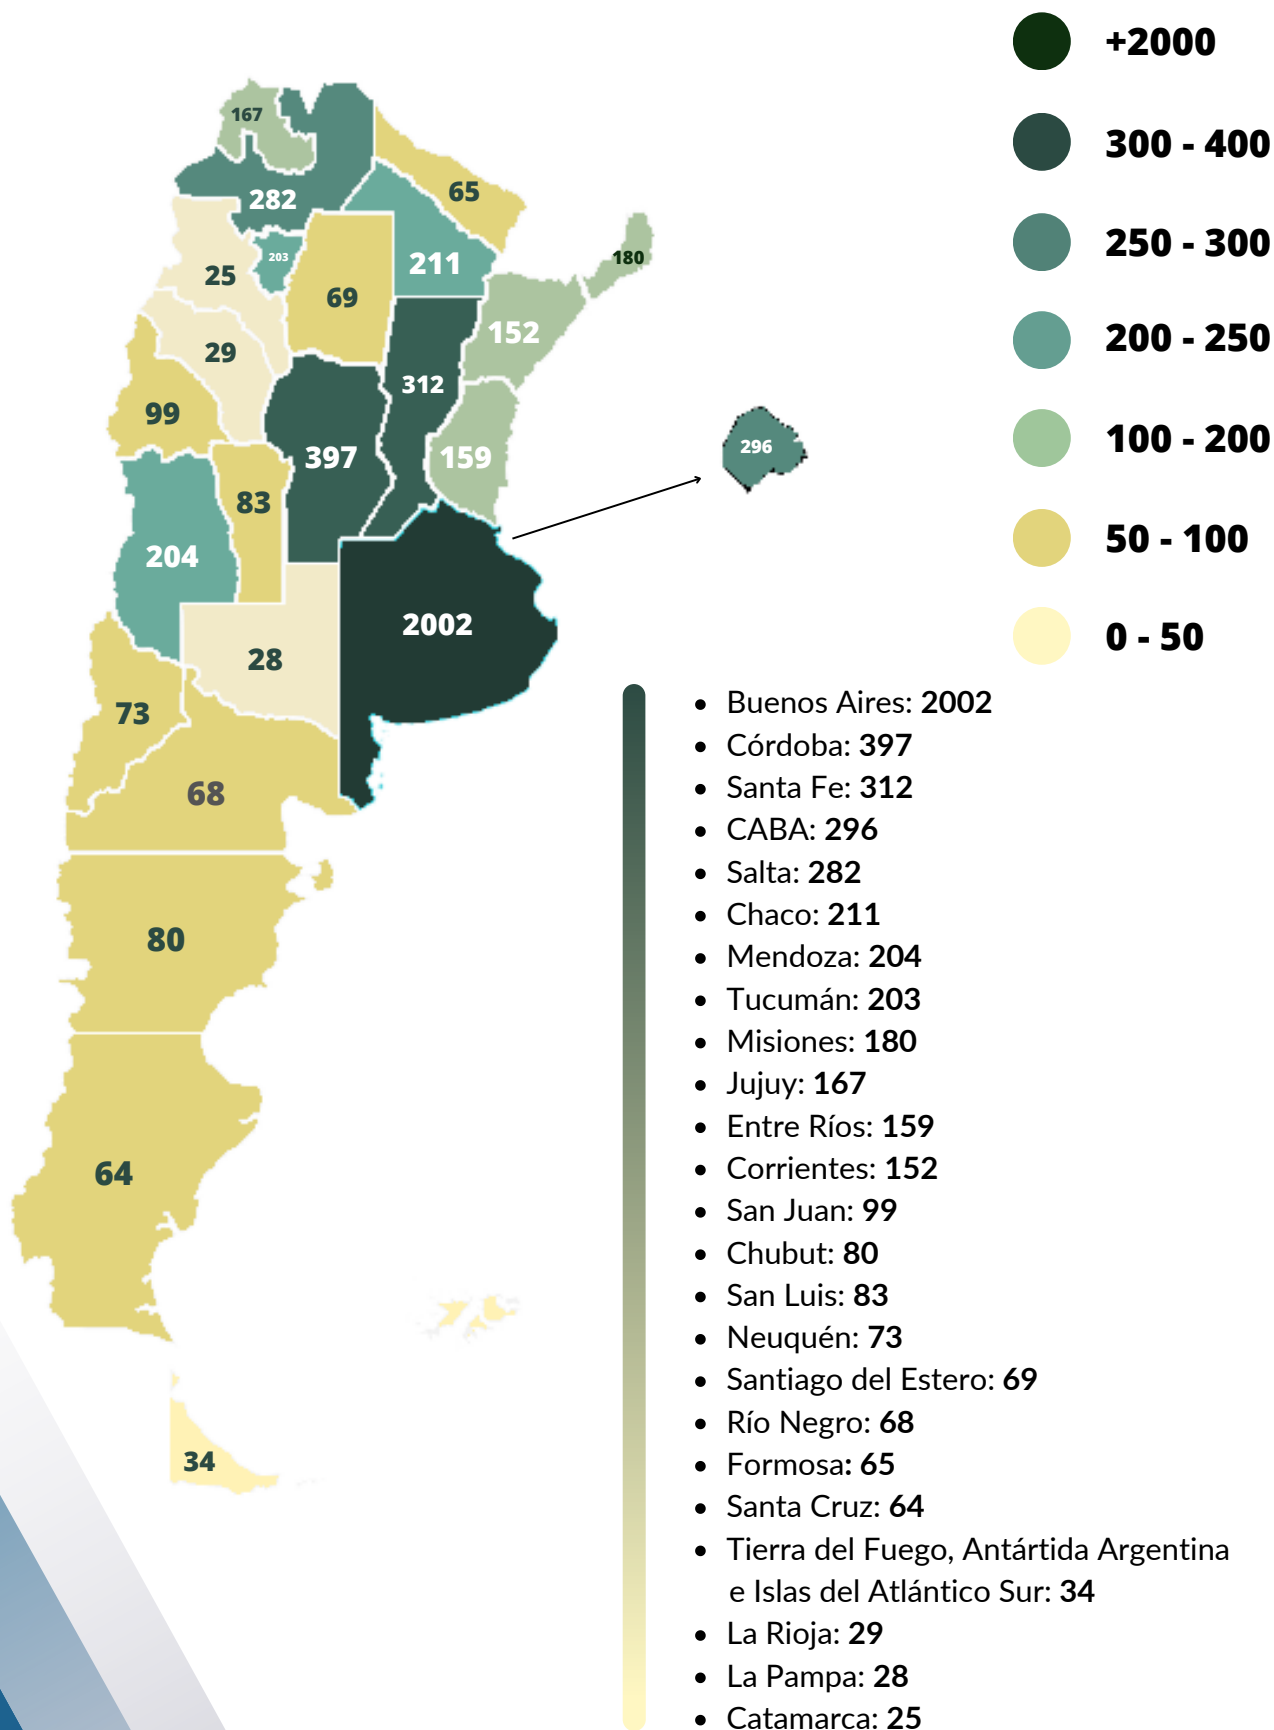 +2000
300 - 400
250 - 300
200 - 250
100 - 200
50 - 100
0 - 50
167
282
65
180
25
203
211
69
152
29
312
99
397
159
296
83
204
2002
28
73
68
80
64
34
• Buenos Aires: 2002
• Córdoba: 397
• Santa Fe: 312
• CABA: 296
• Salta: 282
• Chaco: 211
• Mendoza: 204
• Tucumán: 203
• Misiones: 180
• Jujuy: 167
• Entre Ríos: 159
• Corrientes: 152
• San Juan: 99
• Chubut: 80
• San Luis: 83
• Neuquén: 73
• Santiago del Estero: 69
• Río Negro: 68
• Formosa: 65
• Santa Cruz: 64
• Tierra del Fuego, Antártida Argentina
e Islas del Atlántico Sur: 34
• La Rioja: 29
• La Pampa: 28
• Catamarca: 25